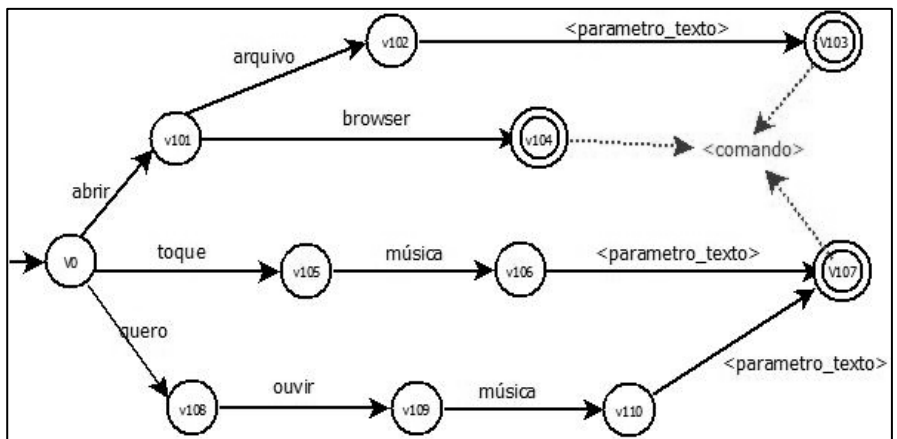 v102
<parametro_texto>
V103
arquivo
browser
v101
v104
<comando>
abrir
V0
toque
v105
música
v106
<parametro_texto>
V107
quero
ouvir
música
<parametro_texto>
v108
v109
v110